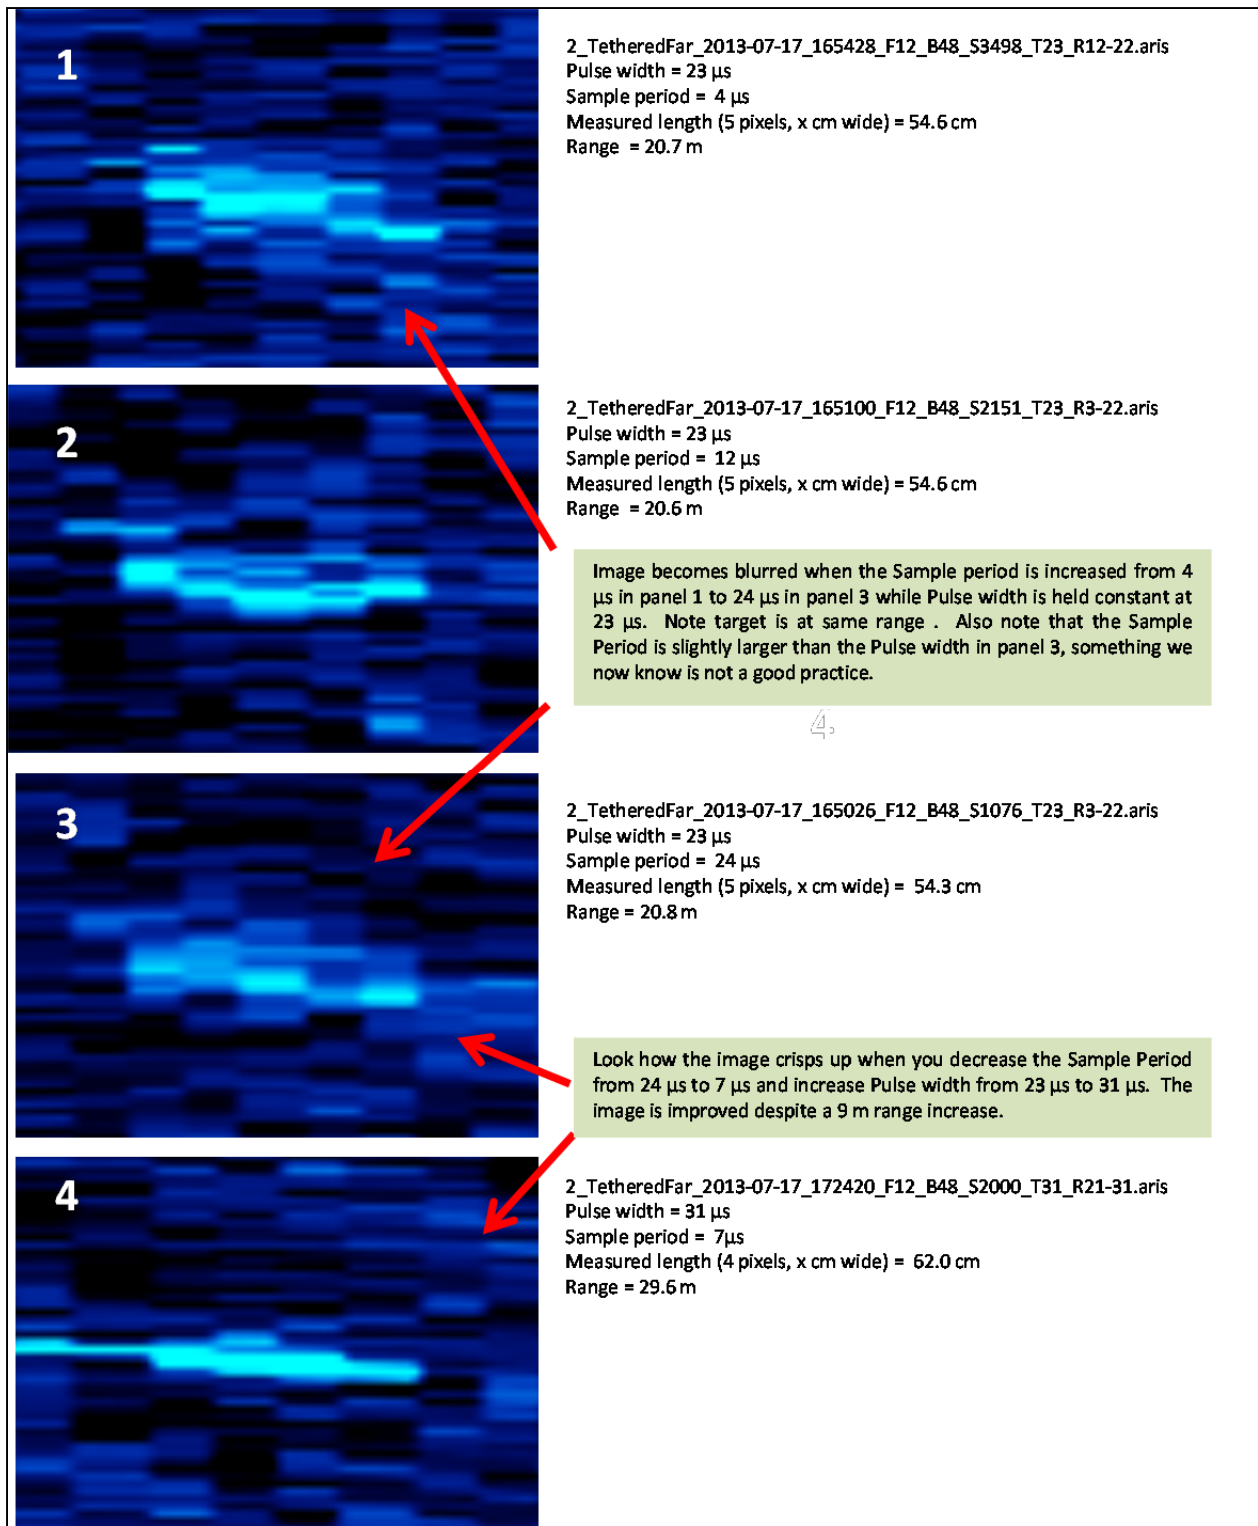 1
2_TetheredFar_2013-07-17_165428_F12_B48_S3498_T23_R12-22.aris
Pulse width = 23 µs
Sample period = 4 µs
Measured length (5 pixels, x cm wide) = 54.6 cm
Range = 20.7 m
2
2_TetheredFar_2013-07-17_165100_F12_B48_S2151_T23_R3-22.aris
Pulse width = 23 µs
Sample period = 12 µs
Measured length (5 pixels, x cm wide) = 54.6 cm
Range = 20.6 m
Image becomes blurred when the Sample period is increased from 4
µs in panel 1 to 24 µs in panel 3 while Pulse width is held constant at
23 µs. Note target is at same range . Also note that the Sample
Period is slightly larger than the Pulse width in panel 3, something we
now know is not a good practice.
4.
3
2_TetheredFar_2013-07-17_165026_F12_B48_S1076_T23_R3-22.aris
Pulse width = 23 µs
Sample period = 24 µs
Measured length (5 pixels, x cm wide) = 54.3 cm
Range = 20.8 m
Look how the image crisps up when you decrease the Sample Period
from 24 µs to 7 µs and increase Pulse width from 23 µs to 31 µs. The
image is improved despite a 9 m range increase.
4
2_TetheredFar_2013-07-17_172420_F12_B48_S2000_T31_R21-31.aris
Pulse width = 31 µs
Sample period = 7µs
Measured length (4 pixels, x cm wide) = 62.0 cm
Range = 29.6 m